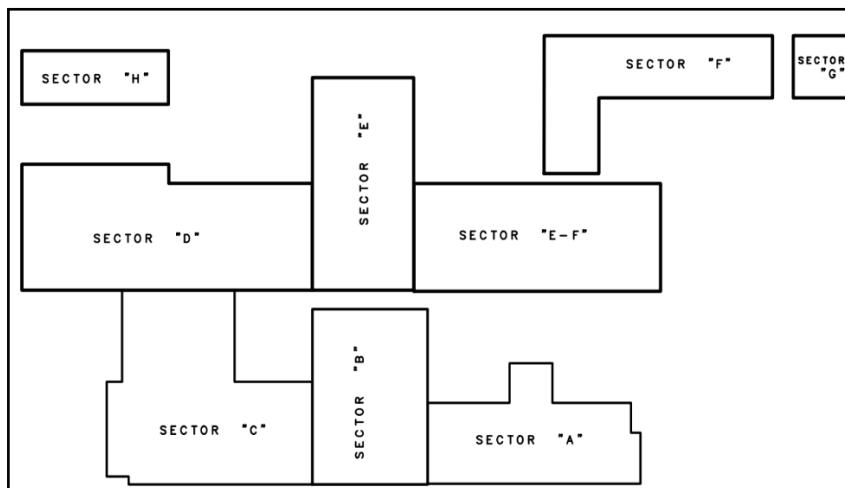 SECTOR "H"
SECTOR "F"
SECTOR
"G"
SECTOR "E"
SECTOR "D"
SECTOR "E-F"
SECTOR "B"
SECTOR "C"
SECTOR "A"